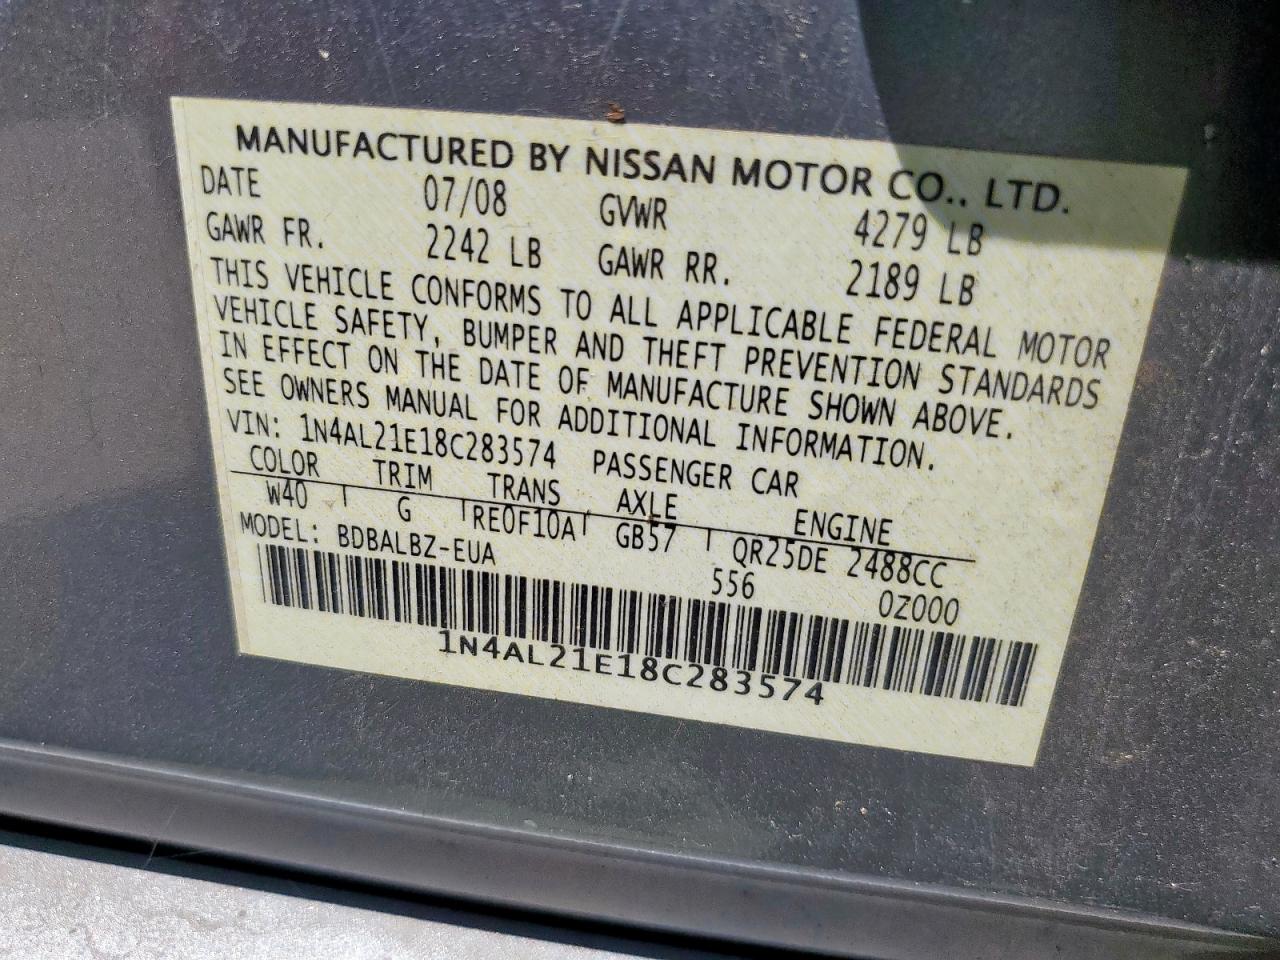 MANUFACTURED BY NISSAN MOTOR CO., LTD.
DATE 07/08 GVWR 4279 LB
GAWR FR. 2242 LB GAWR RR. 2189 LB
THIS VEHICLE CONFORMS TO ALL APPLICABLE FEDERAL MOTOR
VEHICLE SAFETY, BUMPER AND THEFT PREVENTION STANDARDS
IN EFFECT ON THE DATE OF MANUFACTURE SHOWN ABOVE.
SEE OWNERS MANUAL FOR ADDITIONAL INFORMATION.
VIN: 1N4AL21E18C283574 PASSENGER CAR
COLOR TRIM TRANS AXLE ENGINE
W40 G RE0F10A GB57 QR25DE 2488CC
MODEL: BDBALBZ-EUA 556 0Z000
1N4AL21E18C283574